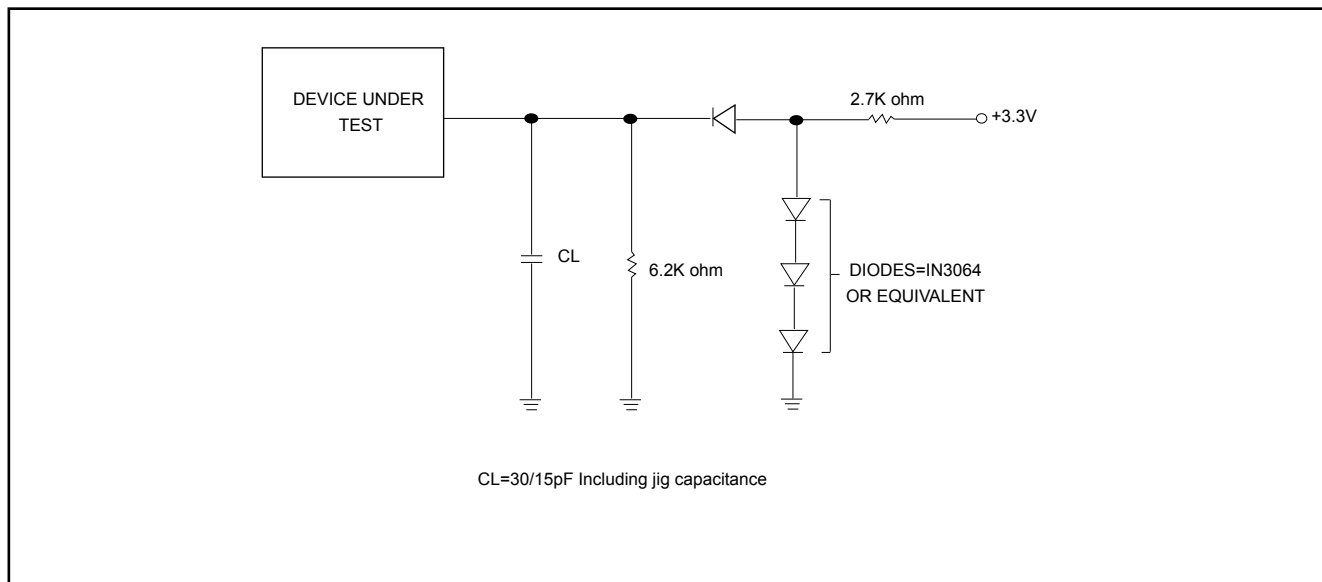 DEVICE UNDER
TEST
2.7K ohm
+3.3V
CL
6.2K ohm
DIODES=IN3064
OR EQUIVALENT
CL=30/15pF Including jig capacitance